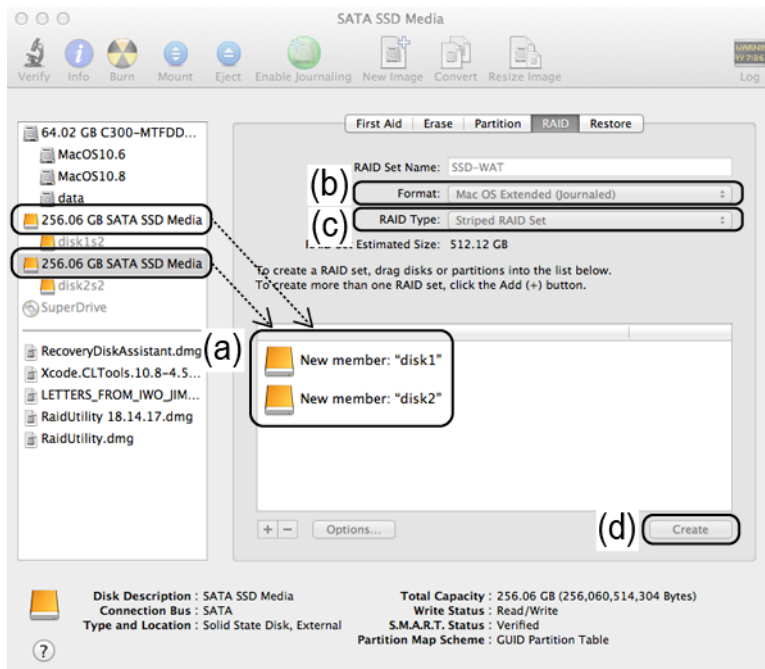 SATA SSD Media
Verify Info Burn Mount Eject Enable Journaling New Image Convert Resize Image Log
WARNI
RY 7:86
First Aid Erase Partition RAID Restore
64.02 GB C300-MTFDD...
MacOS10.6
MacOS10.8
data
256.06 GB SATA SSD Media
disk1s2
256.06 GB SATA SSD Media
disk2s2
SuperDrive
RecoveryDiskAssistant.dmg
Xcode.CLTools.10.8-4.5...
LETTERS_FROM_IWO_JIM...
RaidUtility 18.14.17.dmg
RaidUtility.dmg
RAID Set Name: SSD-WAT
(b) Format: Mac OS Extended (Journaled)
(c) RAID Type: Striped RAID Set
Estimated Size: 512.12 GB
To create a RAID set, drag disks or partitions into the list below.
To create more than one RAID set, click the Add (+) button.
(a)
New member: "disk1"
New member: "disk2"
+ - Options... (d) Create
Disk Description : SATA SSD Media
Connection Bus : SATA
Type and Location : Solid State Disk, External
Total Capacity : 256.06 GB (256,060,514,304 Bytes)
Write Status : Read/Write
S.M.A.R.T. Status : Verified
Partition Map Scheme : GUID Partition Table
?